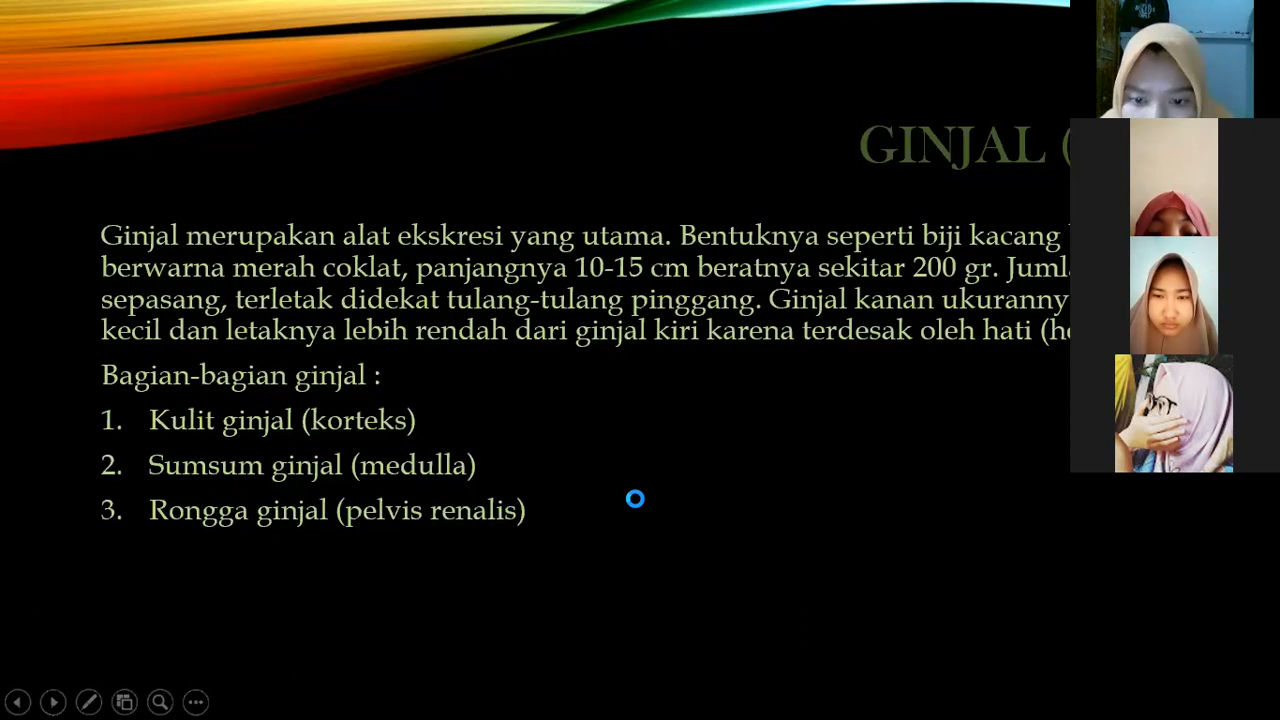 GINJAL (
Ginjal merupakan alat ekskresi yang utama. Bentuknya seperti biji kacang
berwarna merah coklat, panjangnya 10-15 cm beratnya sekitar 200 gr.
sepasang, terletak didekat tulang-tulang pinggang. Ginjal kanan
kecil dan letaknya lebih rendah dari ginjal kiri karena terdesak oleh hati
Bagian-bagian ginjal :
1. Kulit ginjal (korteks)
2. Sumsum ginjal (medulla)
3. Rongga ginjal (pelvis renalis)